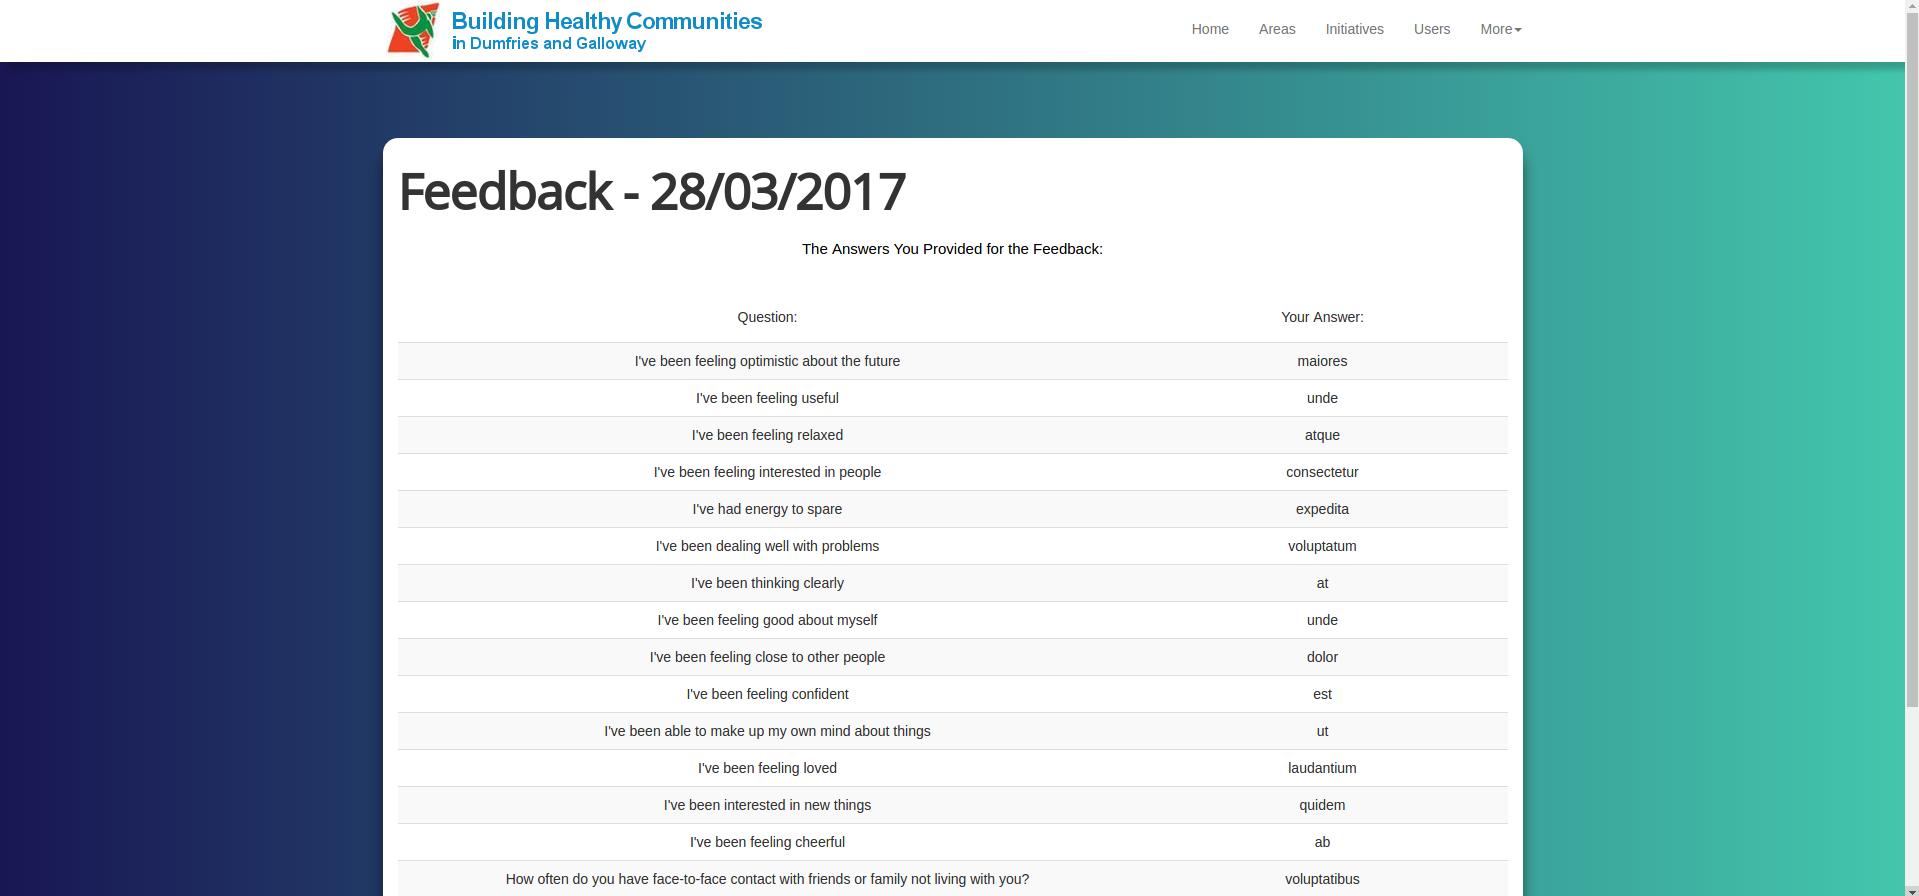 Building Healthy Communities
in Dumfries and Galloway
Home Areas Initiatives Users More
Feedback - 28/03/2017
The Answers You Provided for the Feedback:
Question: Your Answer:
I've been feeling optimistic about the future maiores
I've been feeling useful unde
I've been feeling relaxed atque
I've been feeling interested in people consectetur
I've had energy to spare expedita
I've been dealing well with problems voluptatum
I've been thinking clearly at
I've been feeling good about myself unde
I've been feeling close to other people dolor
I've been feeling confident est
I've been able to make up my own mind about things ut
I've been feeling loved laudantium
I've been interested in new things quidem
I've been feeling cheerful ab
How often do you have face-to-face contact with friends or family not living with you? voluptatibus